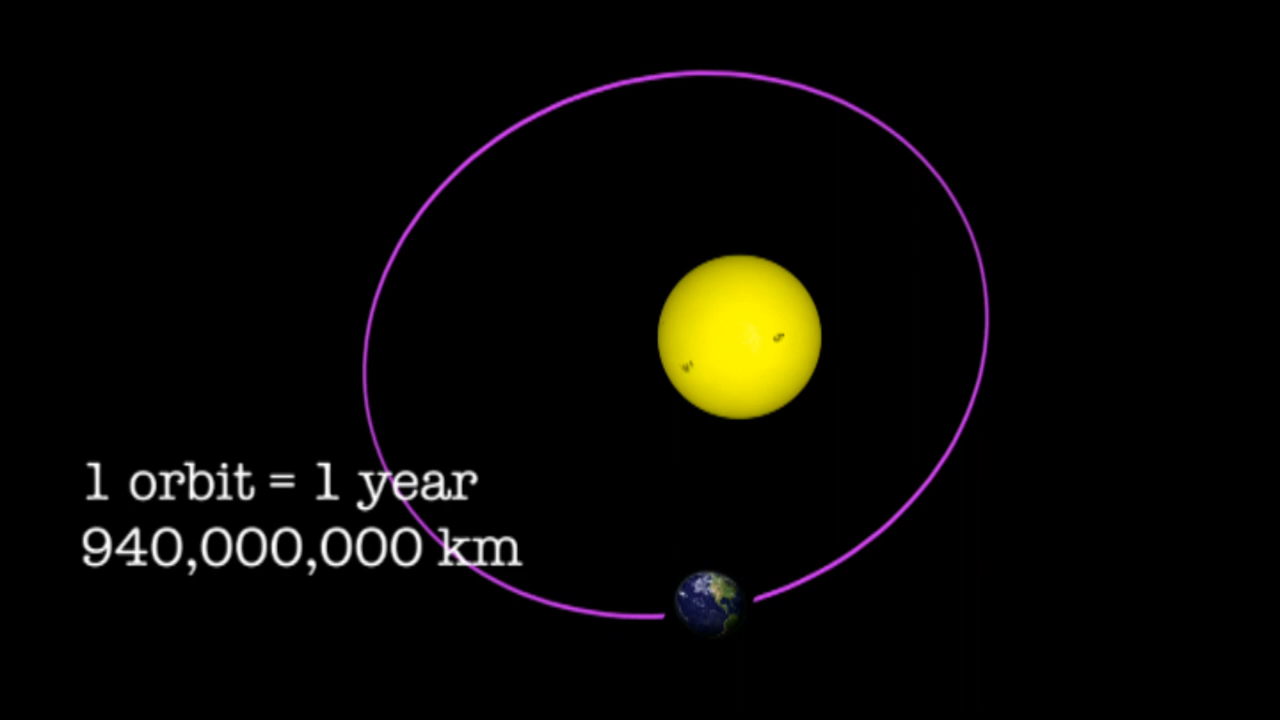 1 orbit = 1 year
940,000,000 km